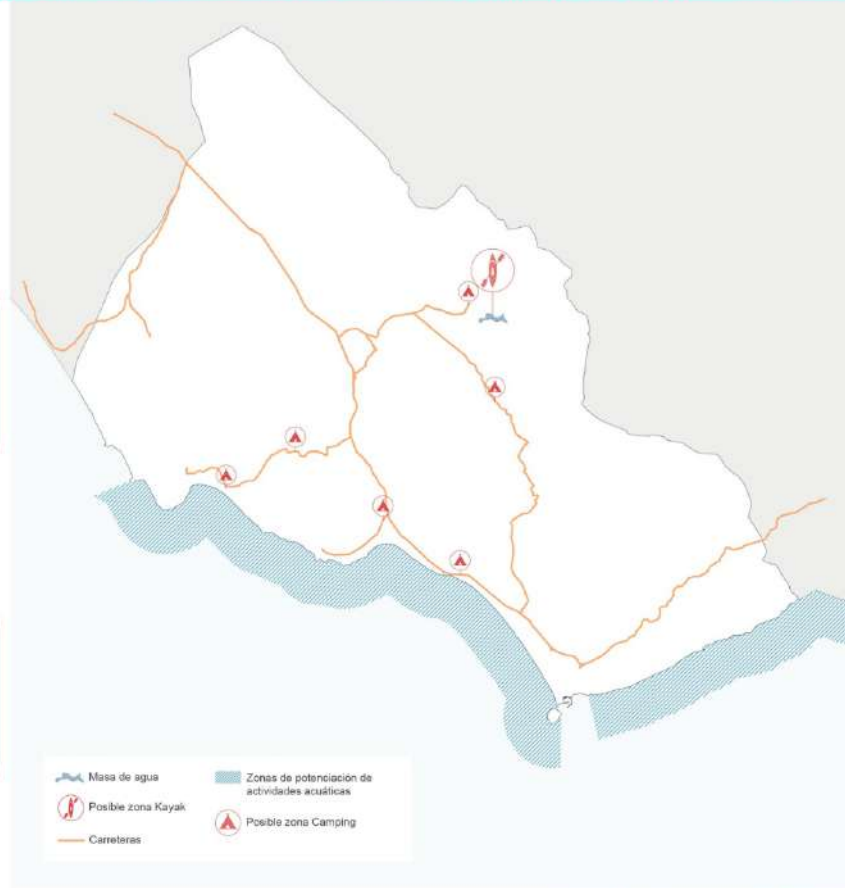 Masa de agua
Posible zona Kayak
Carreteras
Zonas de potenciación de
actividades acuáticas
Posible zona Camping